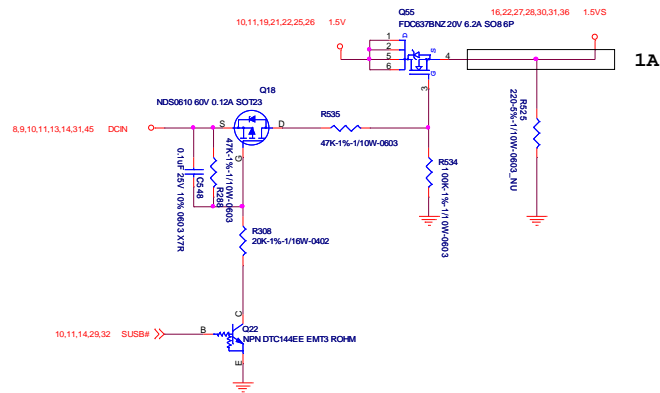 Q55
FDC637BNZ 20V 6.2A SO8 6P
10,11,19,21,22,25,26 1.5V
16,22,27,28,30,31,36 1.5VS
1
2
5
6
D
S
G
4
3
1A
Q18
NDS0610 60V 0.12A SOT23
8,9,10,11,13,14,31,45 DCIN
S
D
G
R535
47K-1%-1/10W-0603
R525
220-5%-1/10W-0603_NU
C548
0.1uF 25V 10% 0603 X7R
R288
47K-1%-1/10W-0603
R534
100K-1%-1/10W-0603
R308
20K-1%-1/16W-0402
10,11,14,29,32 SUSB#
B
C
E
Q22
NPN DTC144EE EMT3 ROHM